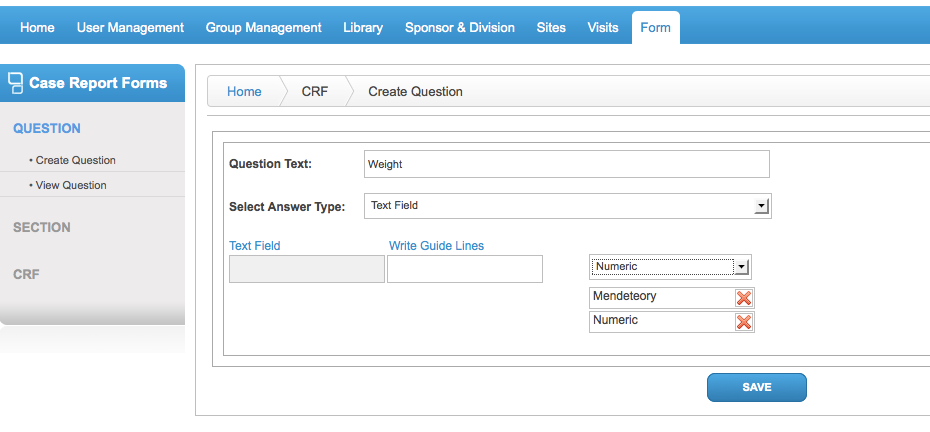 Home User Management Group Management Library Sponsor & Division Sites Visits Form
Case Report Forms
QUESTION
• Create Question
• View Question
SECTION
CRF
Home CRF Create Question
Question Text: Weight
Select Answer Type: Text Field
Text Field Write Guide Lines
Numeric
Mendeteory
Numeric
SAVE